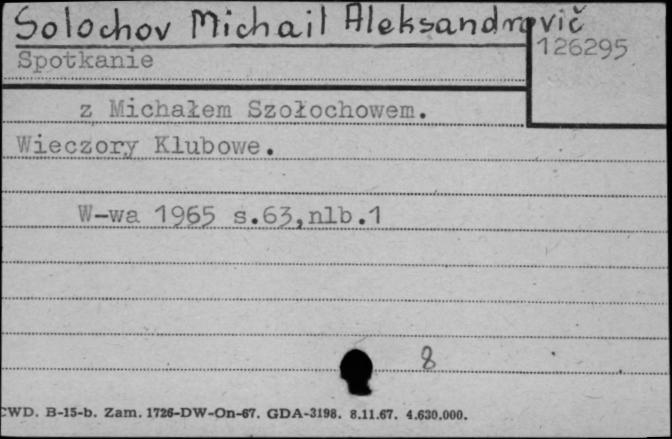 Solochov Michail Aleksandrovič
126295
Spotkanie
z Michałem Szołochowem.
Wieczory Klubowe.
W-wa 1965 s.63,nlb.1
8
CWD. B-15-b. Zam. 1726-DW-On-67. GDA-3198. 8.11.67. 4.630.000.